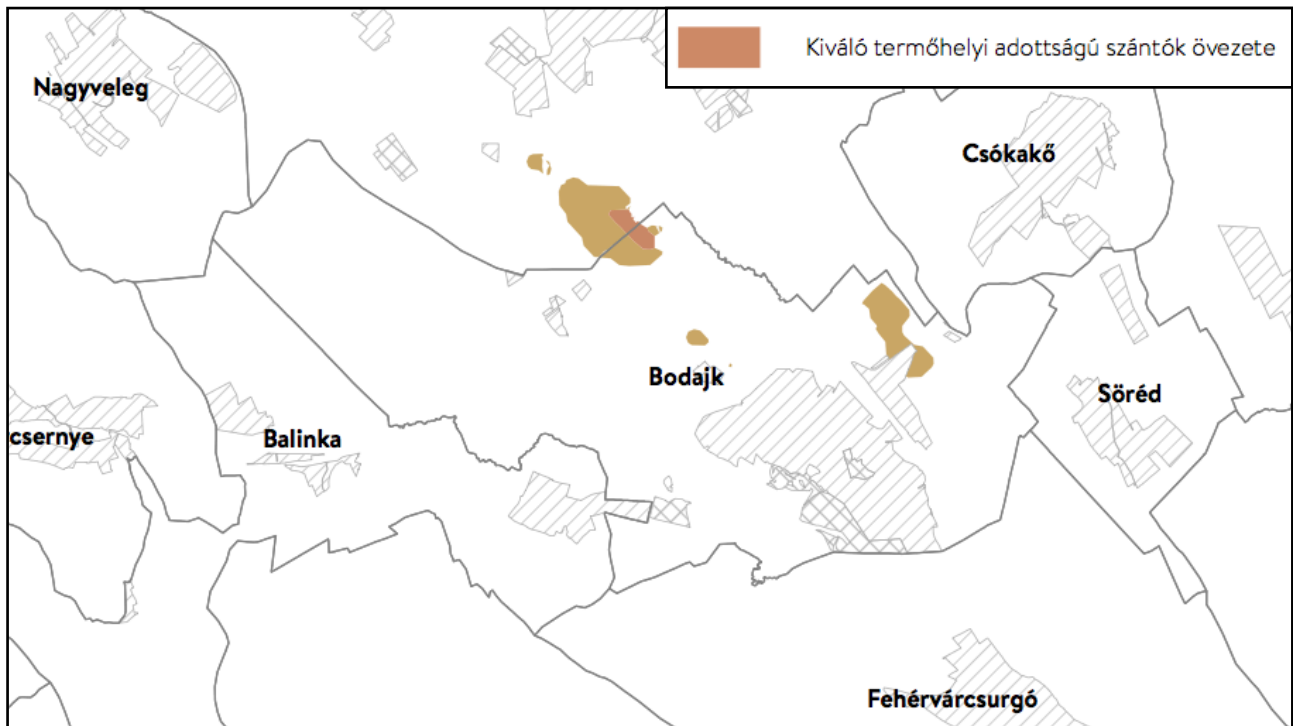 Kiváló termőhelyi adottságú szántók övezete
Nagyveleg
Csókakő
Bodajk
Söréd
csernye
Balinka
Fehérvárcsurgó